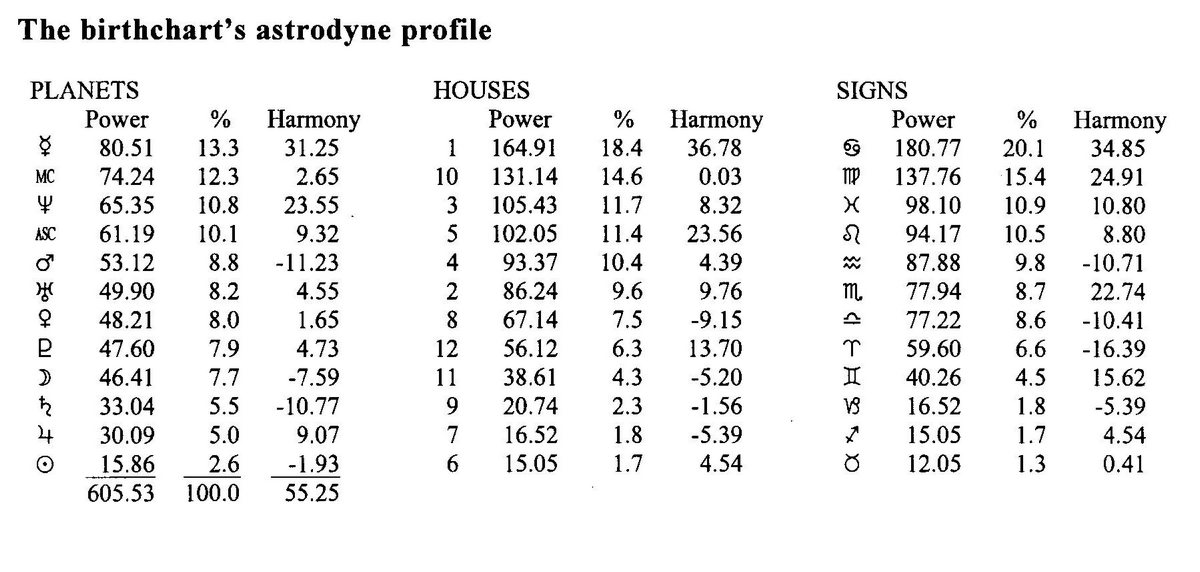 The birthchart's astrodyne profile
PLANETS HOUSES SIGNS
Power % Harmony Power % Harmony Power % Harmony
☿ 80.51 13.3 31.25 1 164.91 18.4 36.78 ♋ 180.77 20.1 34.85
MC 74.24 12.3 2.65 10 131.14 14.6 0.03 ♍ 137.76 15.4 24.91
♆ 65.35 10.8 23.55 3 105.43 11.7 8.32 ♓ 98.10 10.9 10.80
ASC 61.19 10.1 9.32 5 102.05 11.4 23.56 ♌ 94.17 10.5 8.80
♂ 53.12 8.8 -11.23 4 93.37 10.4 4.39 ♒ 87.88 9.8 -10.71
♅ 49.90 8.2 4.55 2 86.24 9.6 9.76 ♏ 77.94 8.7 22.74
♀ 48.21 8.0 1.65 8 67.14 7.5 -9.15 ♎ 77.22 8.6 -10.41
♇ 47.60 7.9 4.73 12 56.12 6.3 13.70 ♈ 59.60 6.6 -16.39
☽ 46.41 7.7 -7.59 11 38.61 4.3 -5.20 ♊ 40.26 4.5 15.62
♄ 33.04 5.5 -10.77 9 20.74 2.3 -1.56 ♑ 16.52 1.8 -5.39
♃ 30.09 5.0 9.07 7 16.52 1.8 -5.39 ♐ 15.05 1.7 4.54
☉ 15.86 2.6 -1.93 6 15.05 1.7 4.54 ♉ 12.05 1.3 0.41
605.53 100.0 55.25